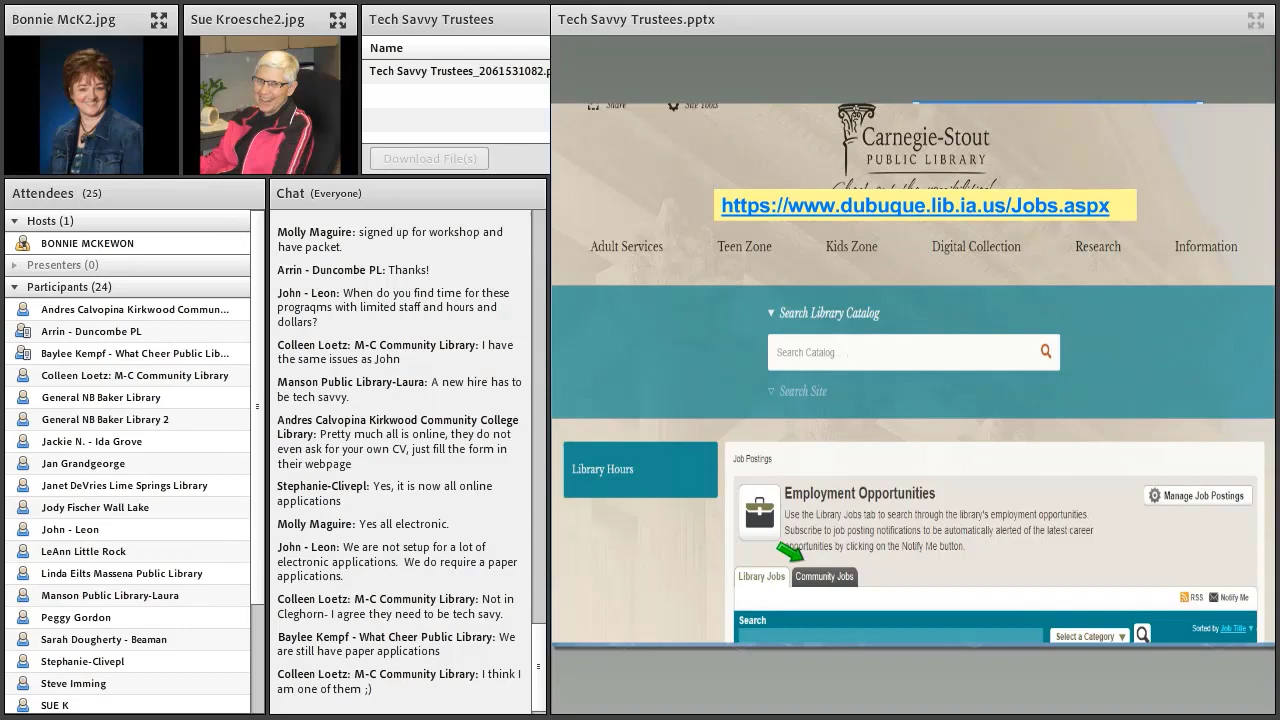 Bonnie McK2.jpg
Sue Kroesche2.jpg
Tech Savvy Trustees
Name
Tech Savvy Trustees_2061531082.p
Download File(s)
Attendees (25)
Hosts (1)
BONNIE MCKEWON
Presenters (0)
Participants (24)
Andres Calvopina Kirkwood Commun...
Arrin - Duncombe PL
Baylee Kempf - What Cheer Public Lib...
Colleen Loetz: M-C Community Library
General NB Baker Library
General NB Baker Library 2
Jackie N. - Ida Grove
Jan Grandgeorge
Janet DeVries Lime Springs Library
Jody Fischer Wall Lake
John - Leon
LeAnn Little Rock
Linda Eilts Massena Public Library
Manson Public Library-Laura
Peggy Gordon
Sarah Dougherty - Beaman
Stephanie-Clivepl
Steve Imming
SUE K
Chat (Everyone)
Molly Maguire: signed up for workshop and
have packet.
Arrin - Duncombe PL: Thanks!
John - Leon: When do you find time for these
prograqms with limited staff and hours and
dollars?
Colleen Loetz: M-C Community Library: I have
the same issues as John
Manson Public Library-Laura: A new hire has to
be tech savvy.
Andres Calvopina Kirkwood Community College
Library: Pretty much all is online, they do not
even ask for your own CV, just fill the form in
their webpage
Stephanie-Clivepl: Yes, it is now all online
applications
Molly Maguire: Yes all electronic.
John - Leon: We are not setup for a lot of
electronic applications. We do require a paper
applications.
Colleen Loetz: M-C Community Library: Not in
Cleghorn- I agree they need to be tech savy.
Baylee Kempf - What Cheer Public Library: We
are still have paper applications
Colleen Loetz: M-C Community Library: I think I
am one of them ;)
Tech Savvy Trustees.pptx
Share
Site Tools
Carnegie-Stout
PUBLIC LIBRARY
https://www.dubuque.lib.ia.us/Jobs.aspx
Adult Services
Teen Zone
Kids Zone
Digital Collection
Research
Information
Search Library Catalog
Search Catalog . . .
Search Site
Library Hours
Job Postings
Employment Opportunities
Manage Job Postings
Use the Library Jobs tab to search through the library's employment opportunities.
Subscribe to job posting notifications to be automatically alerted of the latest career
opportunities by clicking on the Notify Me button.
Library Jobs
Community Jobs
RSS
Notify Me
Search
Select a Category
Sorted by Job Title